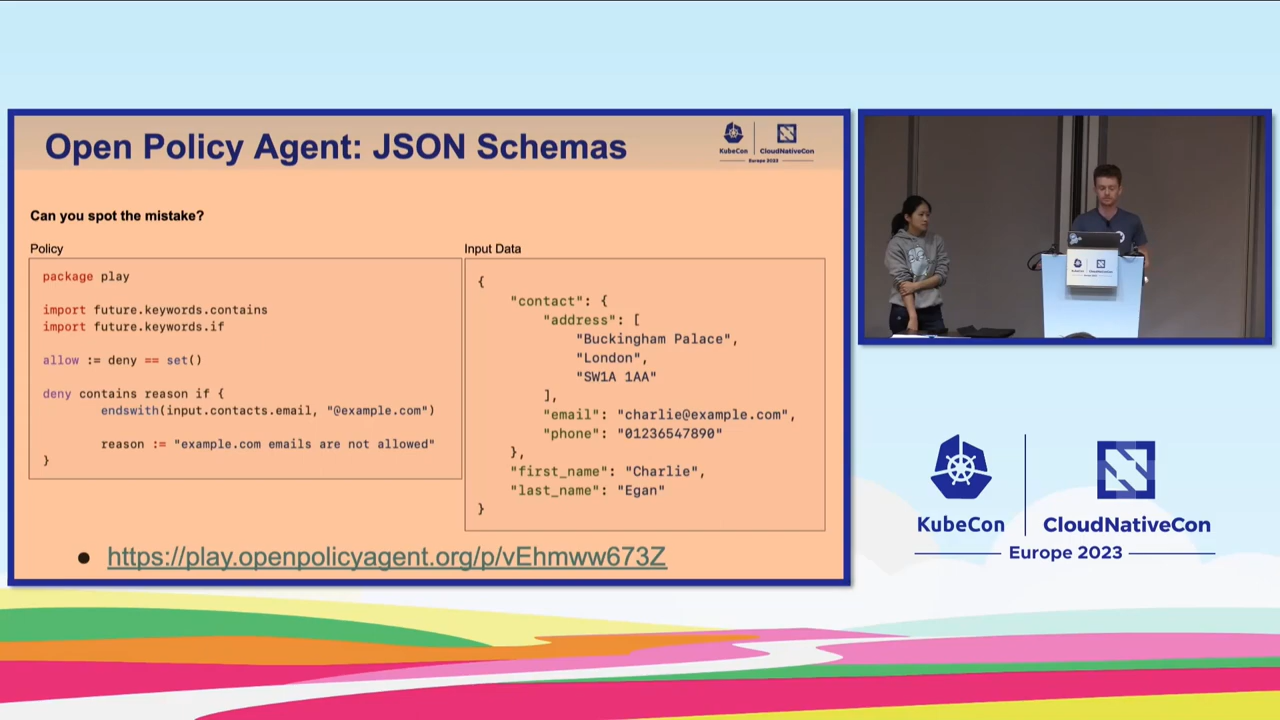 Open Policy Agent: JSON Schemas
KubeCon
CloudNativeCon
Europe 2023
Can you spot the mistake?
Policy
package play
import future.keywords.contains
import future.keywords.if
allow := deny == set()
deny contains reason if {
endswith(input.contacts.email, "@example.com")
reason := "example.com emails are not allowed"
}
Input Data
{
"contact": {
"address": [
"Buckingham Palace",
"London",
"SW1A 1AA"
],
"email": "charlie@example.com",
"phone": "01236547890"
},
"first_name": "Charlie",
"last_name": "Egan"
}
• https://play.openpolicyagent.org/p/vEhmww673Z
KubeCon
CloudNativeCon
Europe 2023